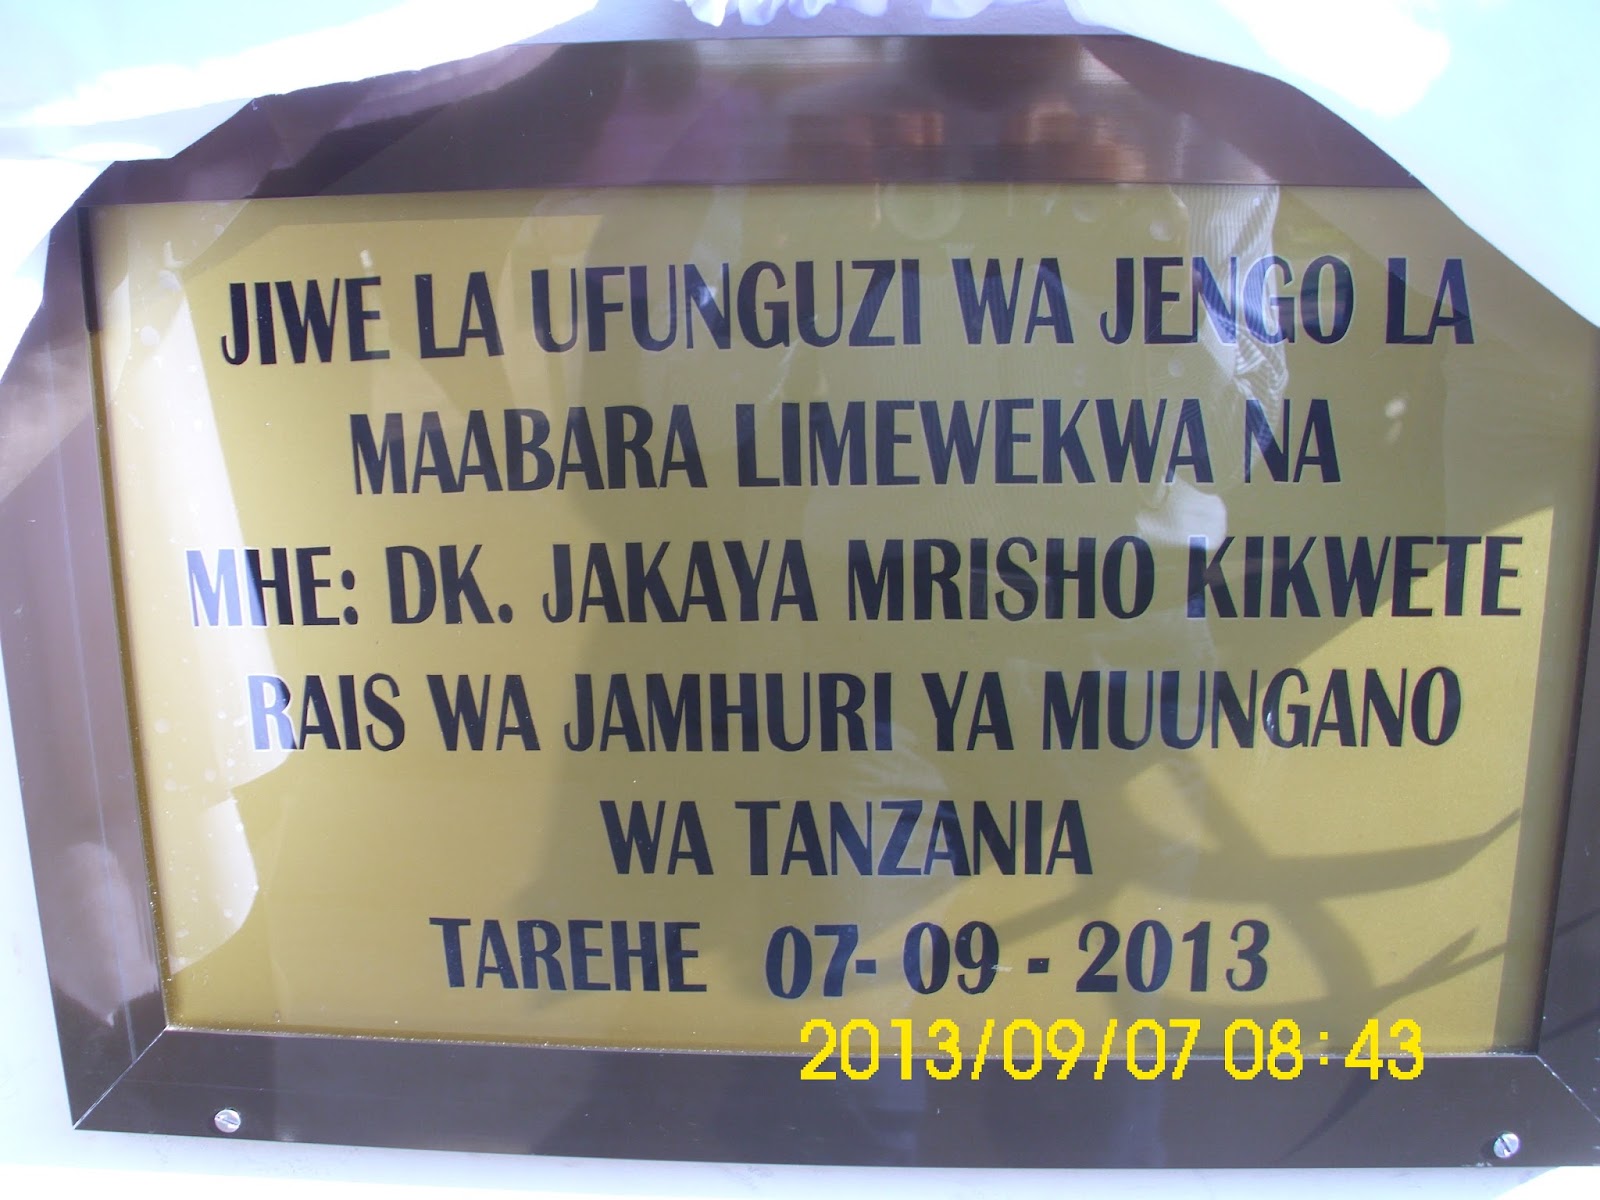 JIWE LA UFUNGUZI WA JENGO LA
MAABARA LIMEWEKWA NA
MHE: DK. JAKAYA MRISHO KIKWETE
RAIS WA JAMHURI YA MUUNGANO
WA TANZANIA
TAREHE 07-09-2013
2013/09/07 08:43